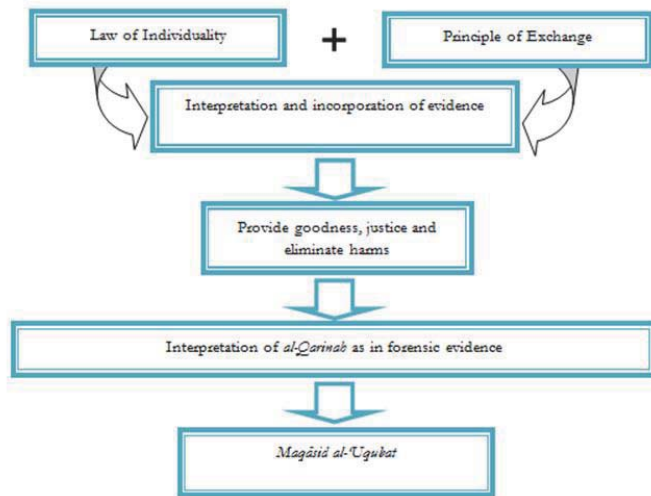 Law of Individuality
+
Principle of Exchange
Interpretation and incorporation of evidence
Provide goodness, justice and
eliminate harms
Interpretation of al-Qarinah as in forensic evidence
Maqāsid al-'Uqubat